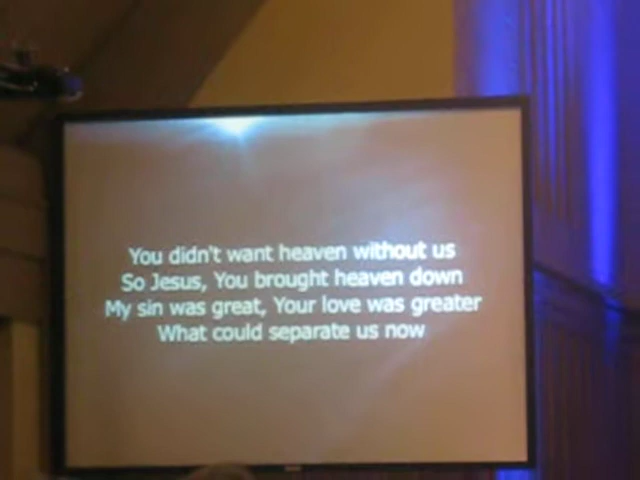 You didn't want heaven without us
So Jesus, You brought heaven down
My sin was great, Your love was greater
What could separate us now